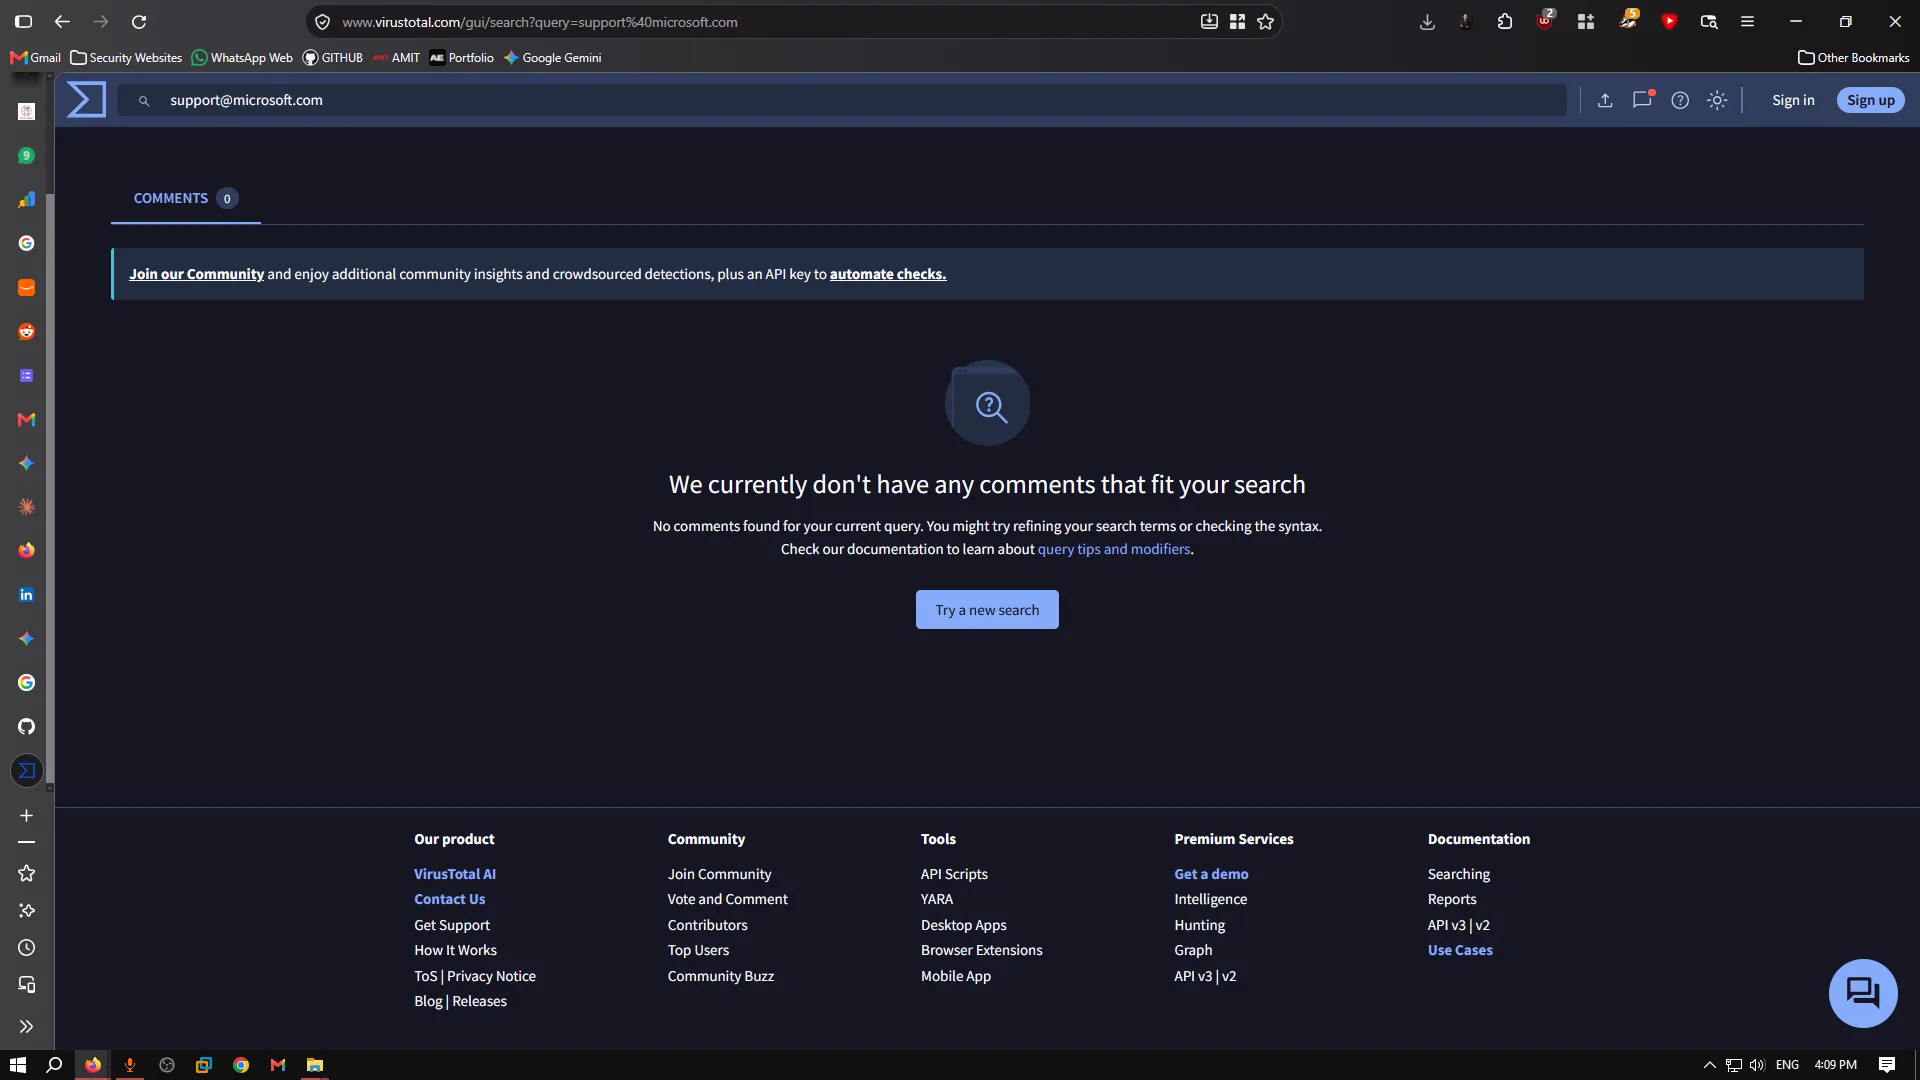 www.virustotal.com/gui/search?query=support%40microsoft.com
2
5
Gmail
Security Websites
WhatsApp Web
GITHUB
AMIT
AE Portfolio
Google Gemini
Other Bookmarks
support@microsoft.com
Sign in
Sign up
9
COMMENTS 0
Join our Community and enjoy additional community insights and crowdsourced detections, plus an API key to automate checks.
We currently don't have any comments that fit your search
No comments found for your current query. You might try refining your search terms or checking the syntax.
Check our documentation to learn about query tips and modifiers.
Try a new search
in
Our product
VirusTotal AI
Contact Us
Get Support
How It Works
ToS | Privacy Notice
Blog | Releases
Community
Join Community
Vote and Comment
Contributors
Top Users
Community Buzz
Tools
API Scripts
YARA
Desktop Apps
Browser Extensions
Mobile App
Premium Services
Get a demo
Intelligence
Hunting
Graph
API v3 | v2
Documentation
Searching
Reports
API v3 | v2
Use Cases
ENG
4:09 PM